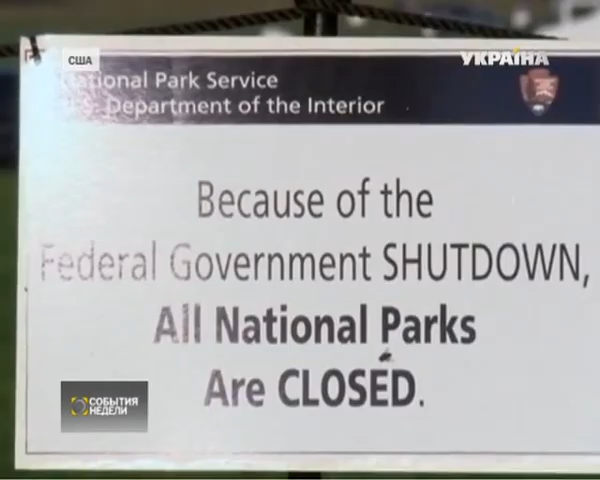 США
УКРАЇНА
National Park Service
U.S. Department of the Interior
Because of the
Federal Government SHUTDOWN,
All National Parks
Are CLOSED.
СОБЫТИЯ
НЕДЕЛИ